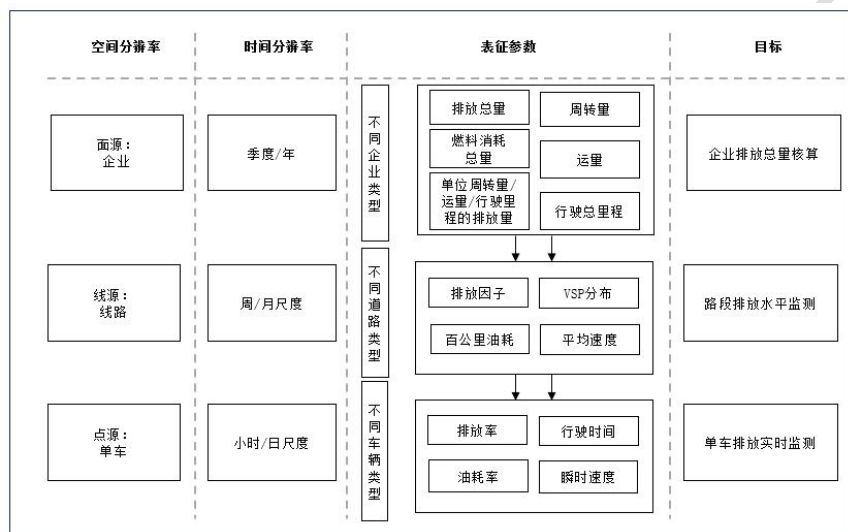 空间分辨率
时间分辨率
表征参数
目标
面源：
企业
季度/年
不同企业类型
排放总量
周转量
燃料消耗
总量
运量
单位周转量/
运量/行驶里
程的排放量
行驶总里程
企业排放总量核算
线源：
线路
周/月尺度
不同道路类型
排放因子
VSP分布
百公里油耗
平均速度
路段排放水平监测
点源：
单车
小时/日尺度
不同车辆类型
排放率
行驶时间
油耗率
瞬时速度
单车排放实时监测